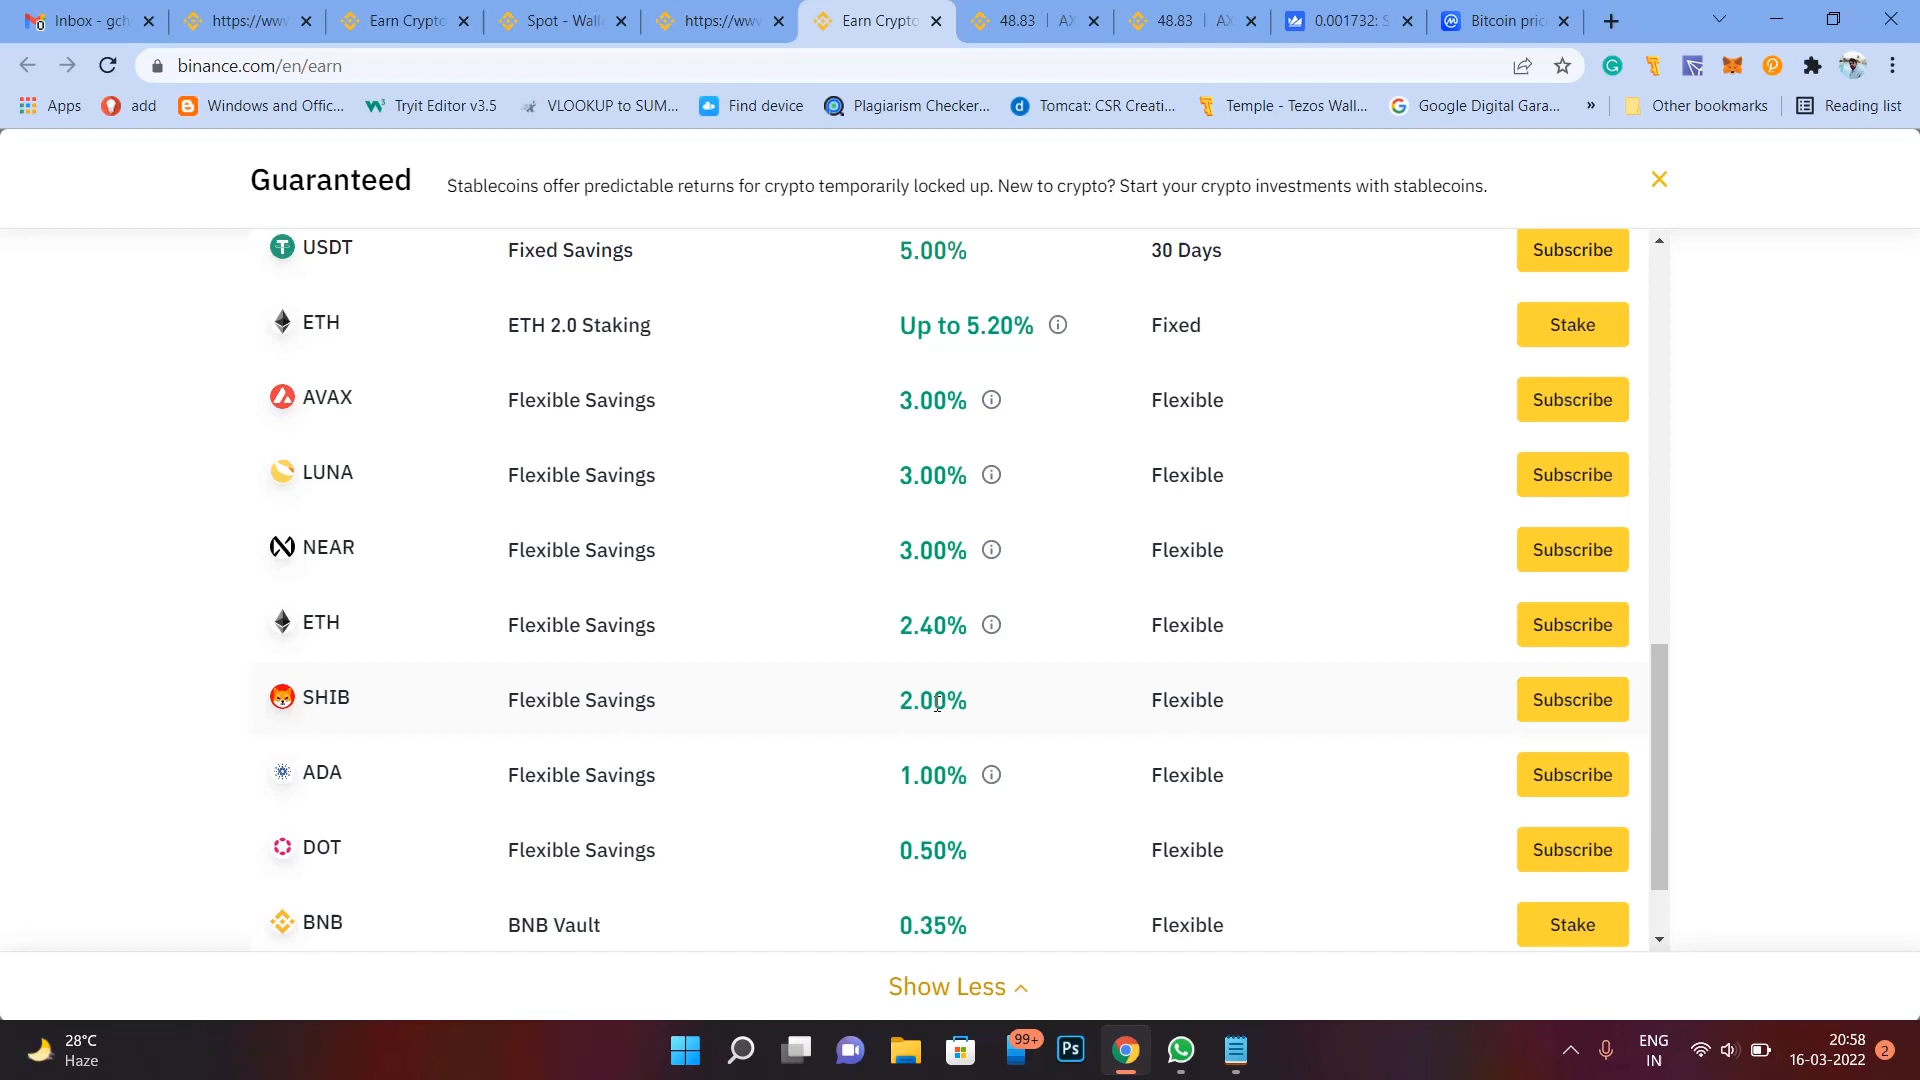 Inbox - gch
https://www
Earn Crypto
Spot - Wall
https://www
Earn Crypto
48.83 | AX
48.83 | AX
0.001732: S
Bitcoin pric
binance.com/en/earn
Apps
add
Windows and Offic...
Tryit Editor v3.5
VLOOKUP to SUM...
Find device
Plagiarism Checker...
Tomcat: CSR Creati...
Temple - Tezos Wall...
Google Digital Gara...
»
Other bookmarks
Reading list
Guaranteed
Stablecoins offer predictable returns for crypto temporarily locked up. New to crypto? Start your crypto investments with stablecoins.
USDT Fixed Savings 5.00% 30 Days Subscribe
ETH ETH 2.0 Staking Up to 5.20% Fixed Stake
AVAX Flexible Savings 3.00% Flexible Subscribe
LUNA Flexible Savings 3.00% Flexible Subscribe
NEAR Flexible Savings 3.00% Flexible Subscribe
ETH Flexible Savings 2.40% Flexible Subscribe
SHIB Flexible Savings 2.00% Flexible Subscribe
ADA Flexible Savings 1.00% Flexible Subscribe
DOT Flexible Savings 0.50% Flexible Subscribe
BNB BNB Vault 0.35% Flexible Stake
Show Less
28°C
Haze
99+
Ps
ENG
IN
20:58
16-03-2022
2